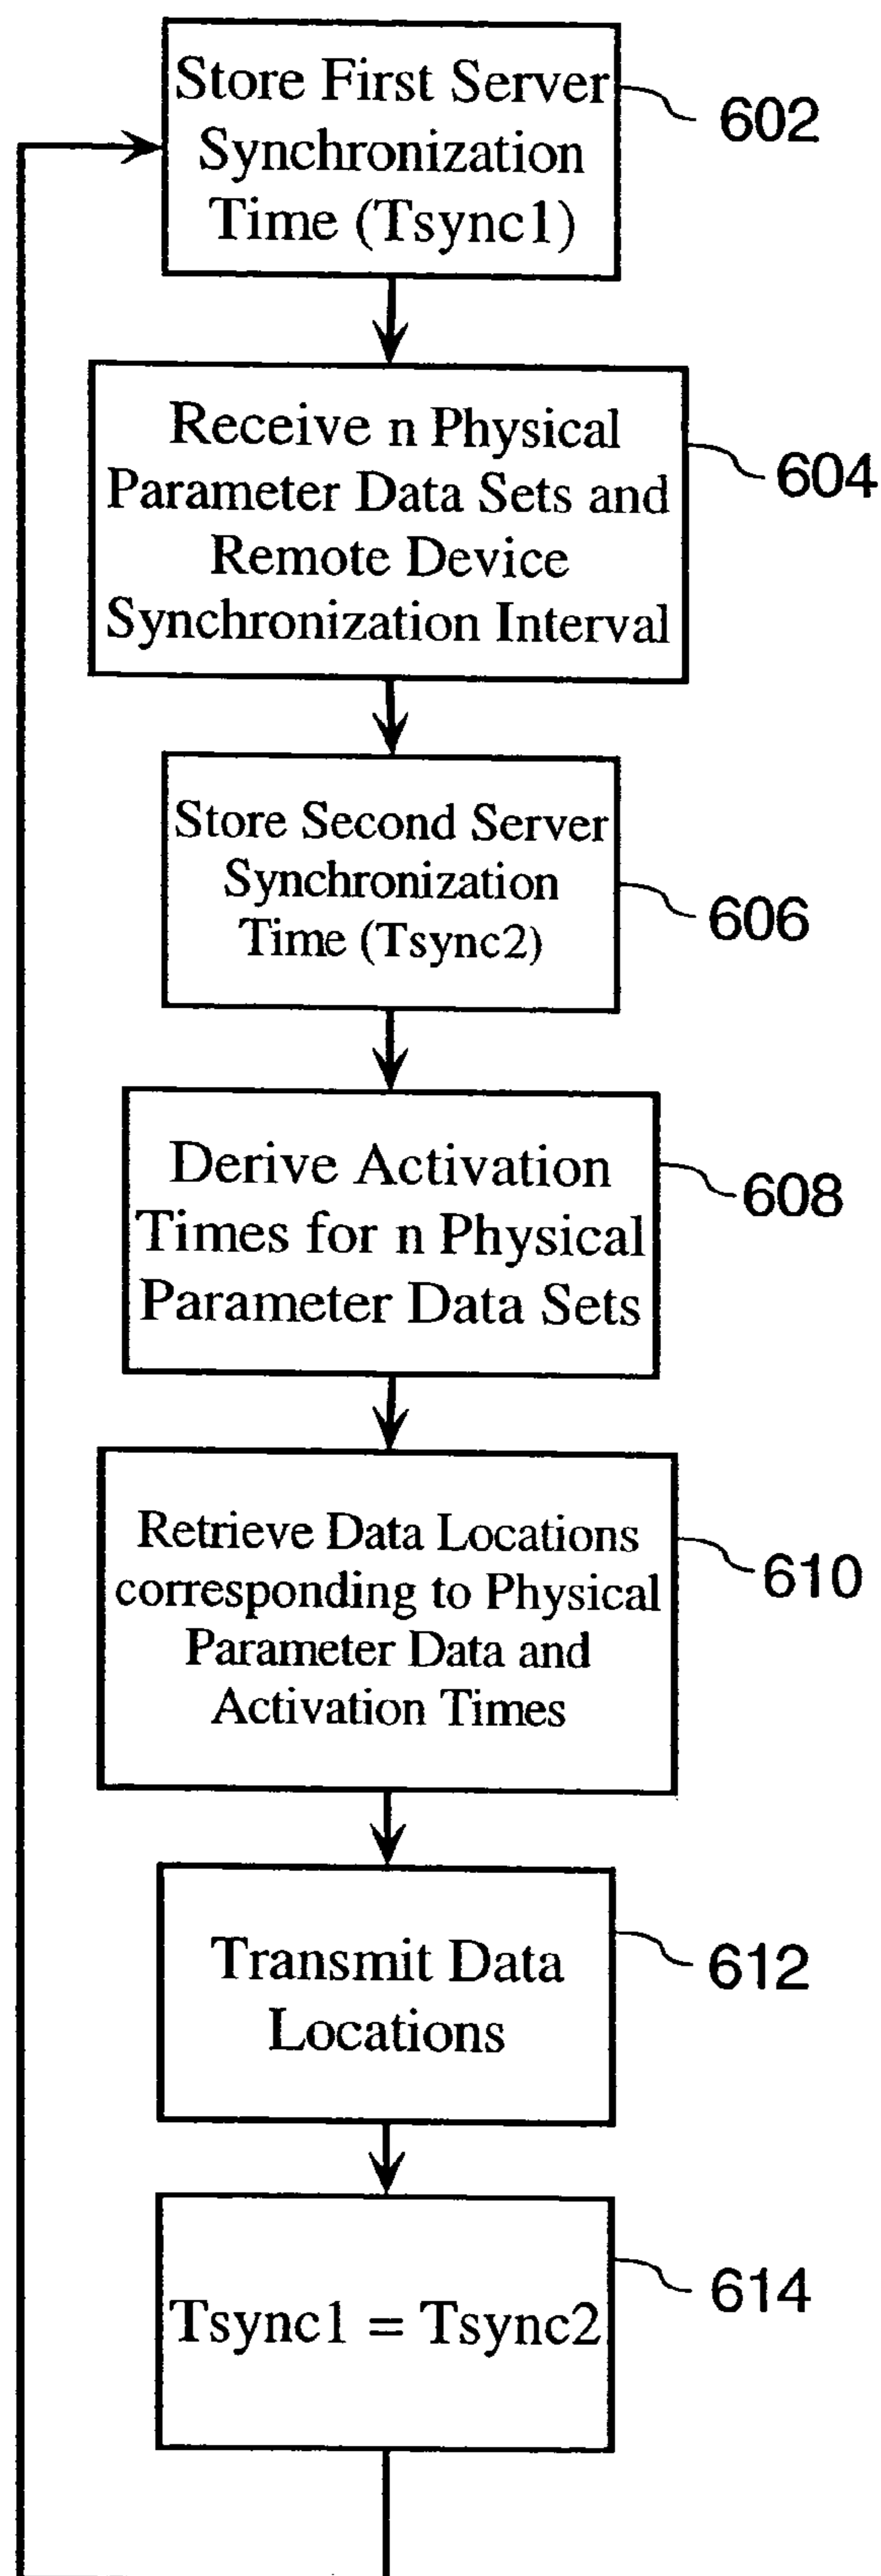 Store First Server
Synchronization
Time (Tsync1)
602
Receive n Physical
Parameter Data Sets and
Remote Device
Synchronization Interval
604
Store Second Server
Synchronization
Time (Tsync2)
606
Derive Activation
Times for n Physical
Parameter Data Sets
608
Retrieve Data Locations
corresponding to Physical
Parameter Data and
Activation Times
610
Transmit Data
Locations
612
Tsync1 = Tsync2
614